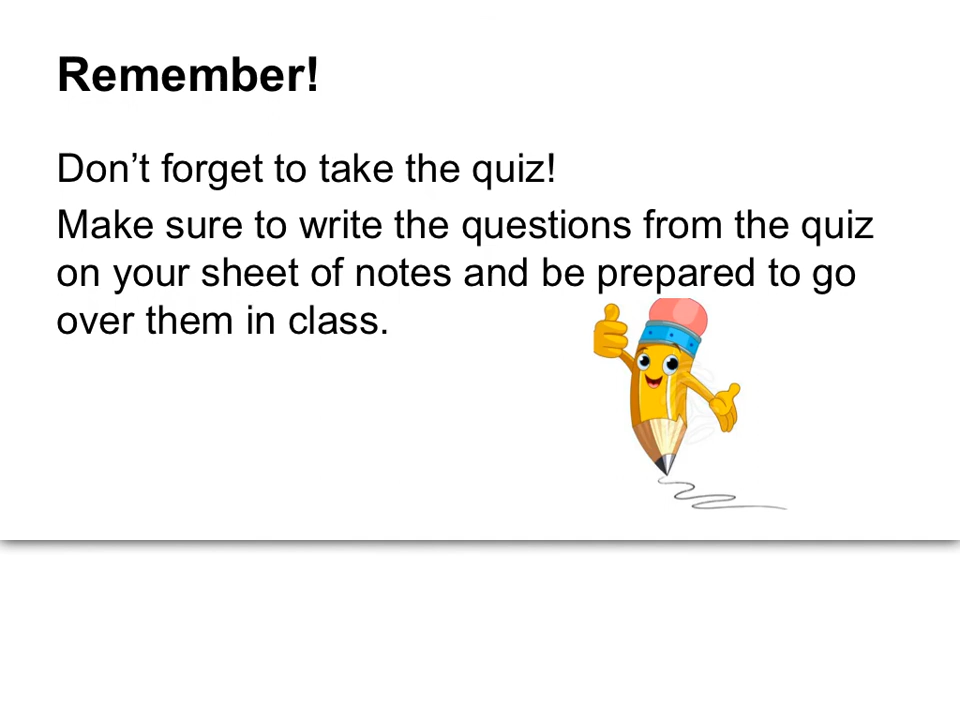 Remember!
Don’t forget to take the quiz!
Make sure to write the questions from the quiz
on your sheet of notes and be prepared to go
over them in class.